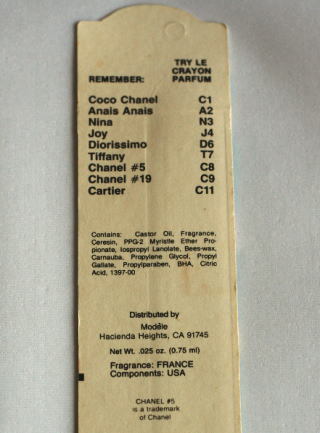 TRY LE
CRAYON
REMEMBER: PARFUM
Coco Chanel C1
Anais Anais A2
Nina N3
Joy J4
Diorissimo D6
Tiffany T7
Chanel #5 C8
Chanel #19 C9
Cartier C11
Contains: Castor Oil, Fragrance,
Ceresin, PPG-2 Myristle Ether Pro-
pionate, Iospropyl Lanolate, Bees-wax,
Carnauba, Propylene Glycol, Propyl
Gallate, Propylparaben, BHA, Citric
Acid, 1397-00
Distributed by
Modèle
Hacienda Heights, CA 91745
Net Wt. .025 oz. (0.75 ml)
Fragrance: FRANCE
Components: USA
CHANEL #5
is a trademark
of Chanel